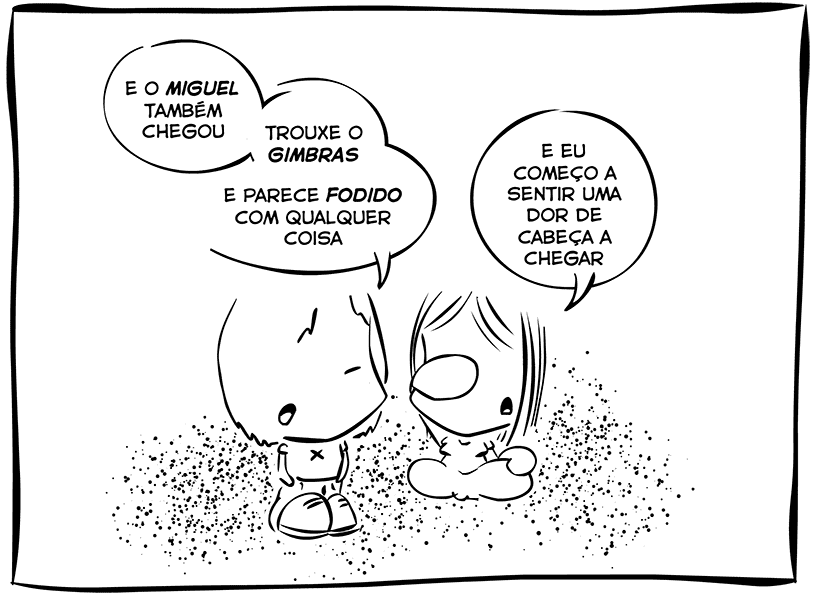 E O MIGUEL
TAMBÉM
CHEGOU
TROUXE O
GIMBRAS
E PARECE FODIDO
COM QUALQUER
COISA
E EU
COMEÇO A
SENTIR UMA
DOR DE
CABEÇA A
CHEGAR